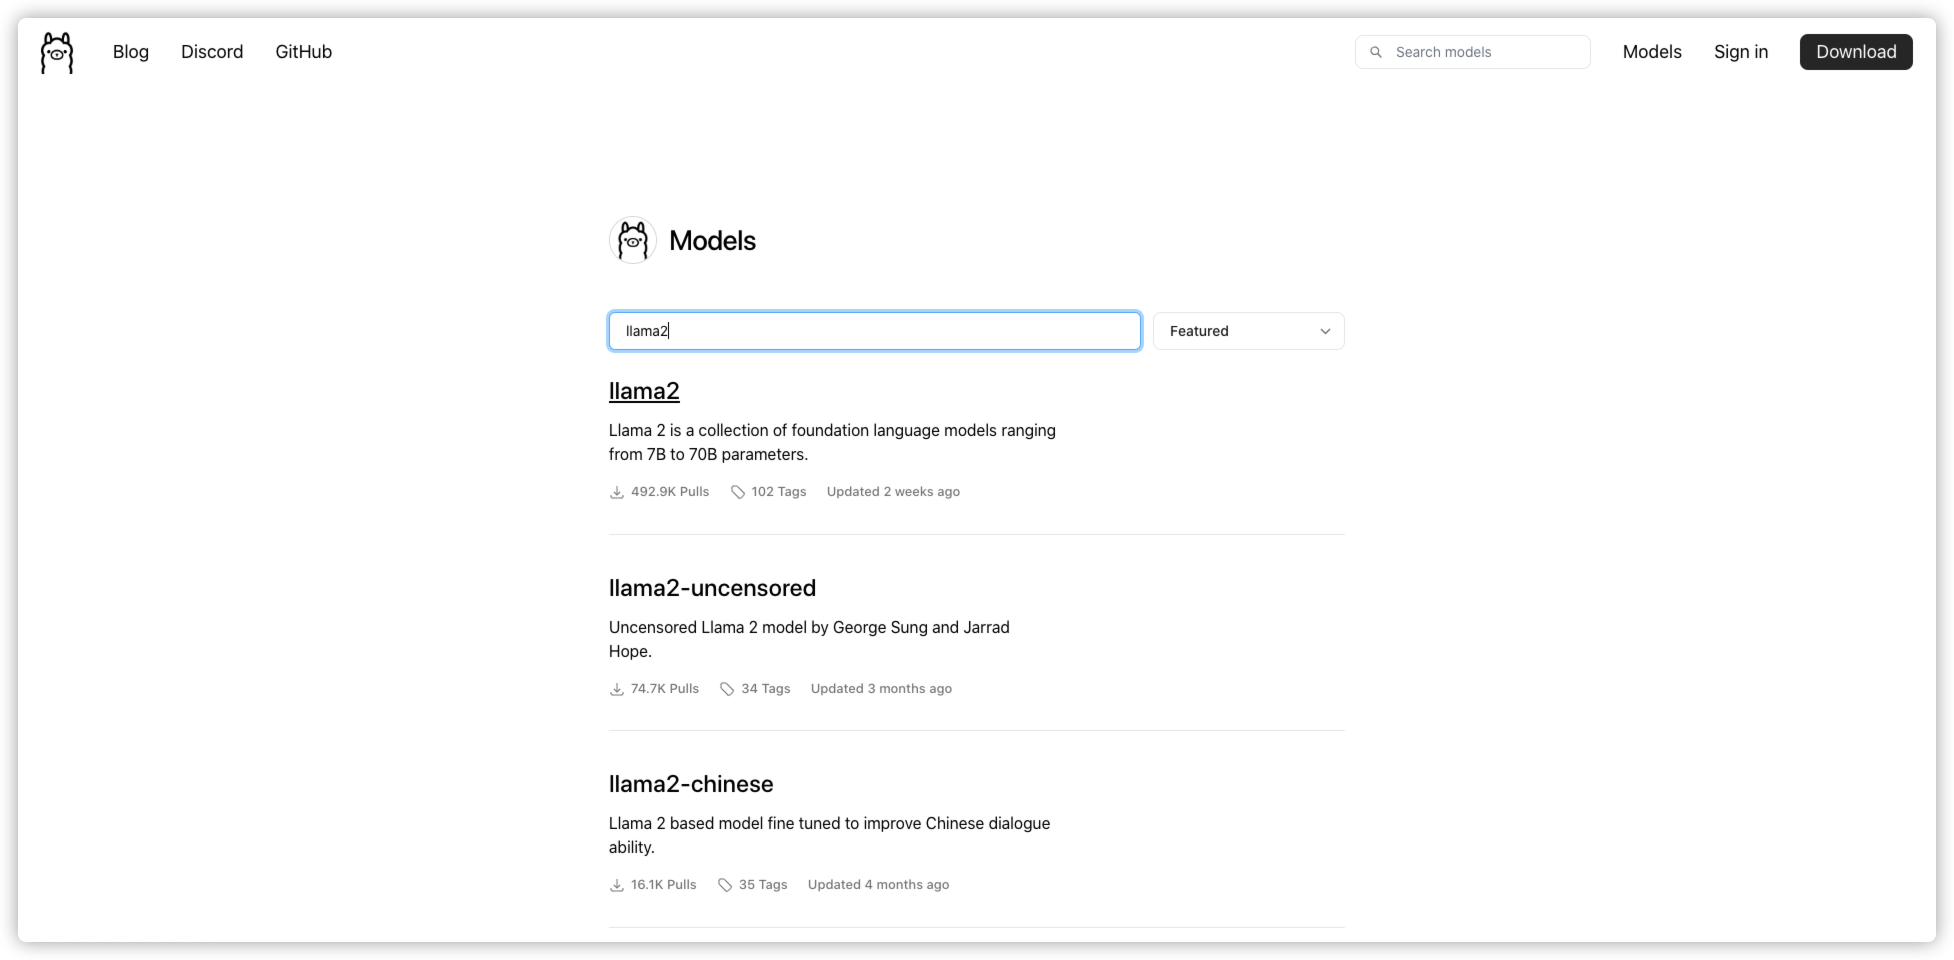 Blog Discord GitHub Search models Models Sign in Download
Models
llama2 Featured
llama2
Llama 2 is a collection of foundation language models ranging
from 7B to 70B parameters.
492.9K Pulls 102 Tags Updated 2 weeks ago
llama2-uncensored
Uncensored Llama 2 model by George Sung and Jarrad
Hope.
74.7K Pulls 34 Tags Updated 3 months ago
llama2-chinese
Llama 2 based model fine tuned to improve Chinese dialogue
ability.
16.1K Pulls 35 Tags Updated 4 months ago